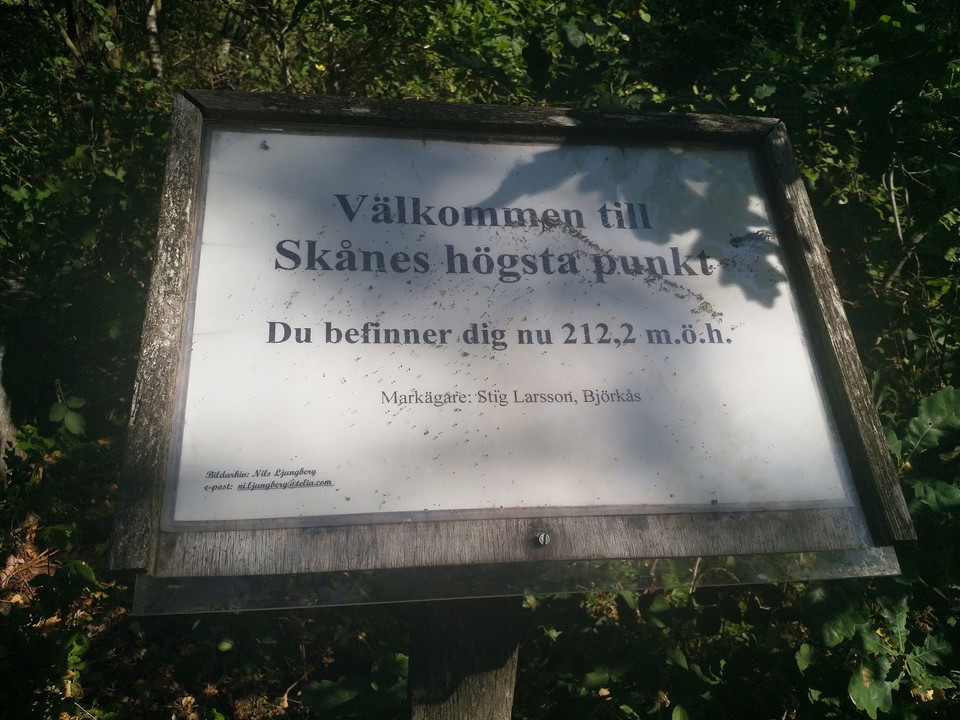 Välkommen till
Skånes högsta punkt
Du befinner dig nu 212,2 m.ö.h.
Markägare: Stig Larsson, Björkås
Bildarkiv: Nils Ljungberg
e-post: ni.ljungberg@telia.com